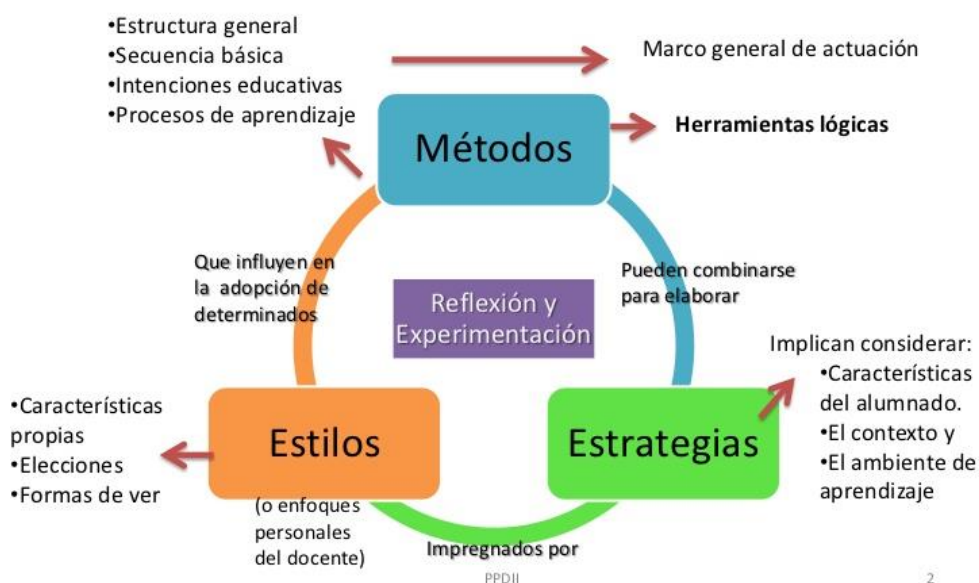 •Estructura general
•Secuencia básica
•Intenciones educativas
•Procesos de aprendizaje
Marco general de actuación
Métodos
Herramientas lógicas
Que influyen en
la adopción de
determinados
Pueden combinarse
para elaborar
Reflexión y
Experimentación
Implican considerar:
•Características
del alumnado.
•El contexto y
•El ambiente de
aprendizaje
•Características
propias
•Elecciones
•Formas de ver
Estilos
Estrategias
(o enfoques
personales
del docente)
Impregnados por
PPDII
2